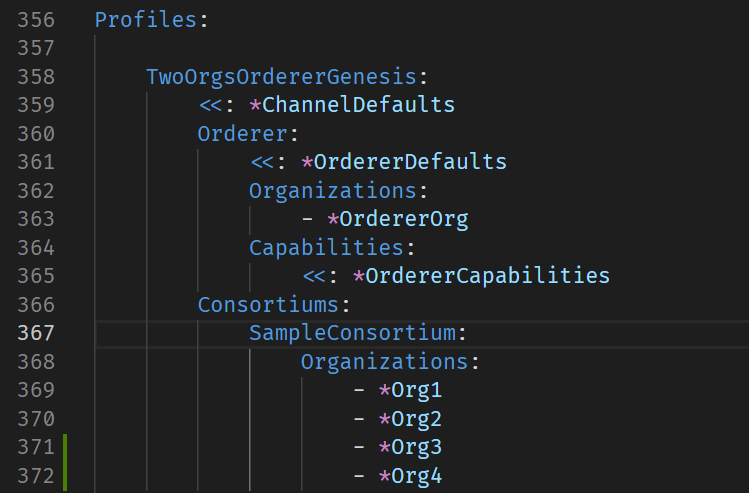 356 Profiles:
357
358 TwoOrgsOrdererGenesis:
359 <<: *ChannelDefaults
360 Orderer:
361 <<: *OrdererDefaults
362 Organizations:
363 - *OrdererOrg
364 Capabilities:
365 <<: *OrdererCapabilities
366 Consortiums:
367 SampleConsortium:
368 Organizations:
369 - *Org1
370 - *Org2
371 - *Org3
372 - *Org4